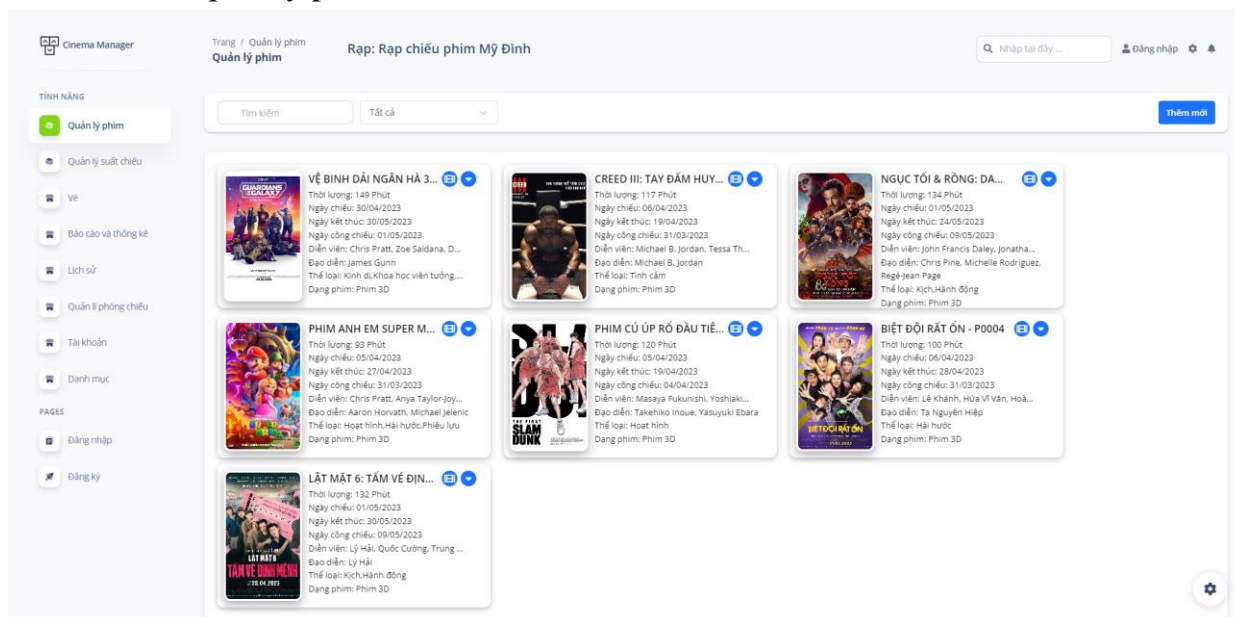 Cinema Manager
Trang / Quản lý phim
Quản lý phim
Rạp: Rạp chiếu phim Mỹ Đình
Nhập tại đây ...
Đăng nhập
TÍNH NĂNG
Quản lý phim
Quản lý suất chiếu
Vé
Báo cáo và thống kê
Lịch sử
Quản lí phòng chiếu
Tài khoản
Danh mục
PAGES
Đăng nhập
Đăng ký
Tìm kiếm
Tất cả
Thêm mới
VỆ BINH DẢI NGÂN HÀ 3...
Thời lượng: 149 Phút
Ngày chiếu: 30/04/2023
Ngày kết thúc: 30/05/2023
Ngày công chiếu: 01/05/2023
Diễn viên: Chris Pratt, Zoe Saldana, D...
Đạo diễn: James Gunn
Thể loại: Kinh dị,Khoa học viễn tưởng,...
Dạng phim: Phim 3D
GUARDIANS
GALAXY
CREED III: TAY ĐẤM HUY...
Thời lượng: 117 Phút
Ngày chiếu: 06/04/2023
Ngày kết thúc: 19/04/2023
Ngày công chiếu: 31/03/2023
Diễn viên: Michael B. Jordan, Tessa Th...
Đạo diễn: Michael B. Jordan
Thể loại: Tình cảm
Dạng phim: Phim 3D
NGỤC TỐI & RỒNG: DA...
Thời lượng: 134 Phút
Ngày chiếu: 01/05/2023
Ngày kết thúc: 24/05/2023
Ngày công chiếu: 09/05/2023
Diễn viên: John Francis Daley, Jonatha...
Đạo diễn: Chris Pine, Michelle Rodriguez,
Regé-Jean Page
Thể loại: Kịch,Hành động
Dạng phim: Phim 3D
PHIM ANH EM SUPER M...
Thời lượng: 93 Phút
Ngày chiếu: 05/04/2023
Ngày kết thúc: 27/04/2023
Ngày công chiếu: 31/03/2023
Diễn viên: Chris Pratt, Anya Taylor-Joy...
Đạo diễn: Aaron Horvath, Michael Jelenic
Thể loại: Hoạt hình,Hài hước,Phiêu lưu
Dạng phim: Phim 3D
PHIM CÚ ÚP RỔ ĐẦU TIÊ...
Thời lượng: 120 Phút
Ngày chiếu: 05/04/2023
Ngày kết thúc: 19/04/2023
Ngày công chiếu: 04/04/2023
Diễn viên: Masaya Fukunishi, Yoshiaki...
Đạo diễn: Takehiko Inoue, Yasuyuki Ebara
Thể loại: Hoạt hình
Dạng phim: Phim 3D
THE FIRST
SLAM
DUNK
BIỆT ĐỘI RẤT ỔN - P0004
Thời lượng: 100 Phút
Ngày chiếu: 06/04/2023
Ngày kết thúc: 28/04/2023
Ngày công chiếu: 31/03/2023
Diễn viên: Lê Khánh, Hứa Vĩ Văn, Hoà...
Đạo diễn: Tạ Nguyên Hiệp
Thể loại: Hài hước
Dạng phim: Phim 3D
BIỆT ĐỘI RẤT ỔN
LẬT MẶT 6: TẤM VÉ ĐỊN...
Thời lượng: 132 Phút
Ngày chiếu: 01/05/2023
Ngày kết thúc: 30/05/2023
Ngày công chiếu: 09/05/2023
Diễn viên: Lý Hải, Quốc Cường, Trung ...
Đạo diễn: Lý Hải
Thể loại: Kịch,Hành động
Dạng phim: Phim 3D
LẬT MẶT 6
TẤM VÉ ĐỊNH MỆNH
28.04.2023